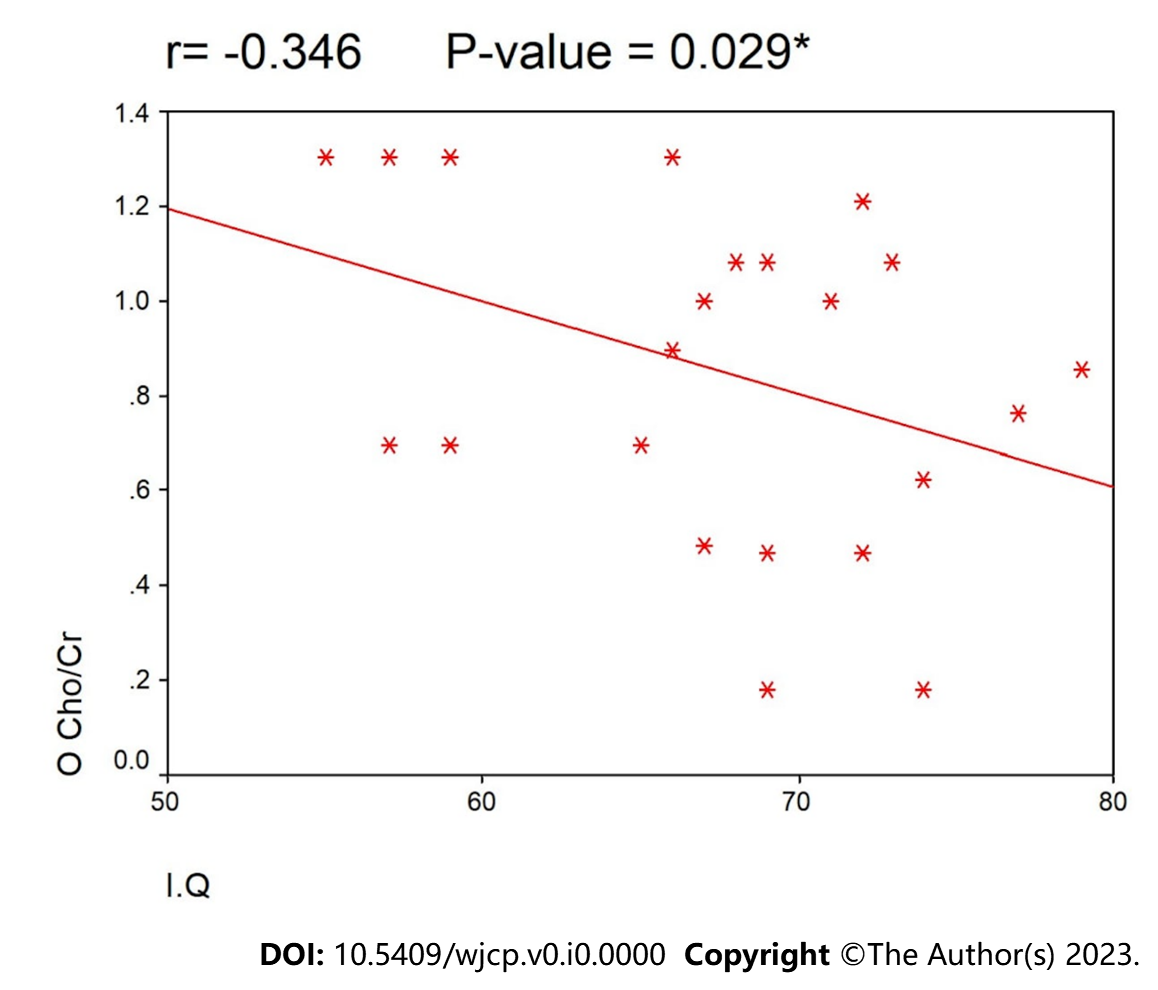 r= -0.346 P-value = 0.029*
1.4
1.2
1.0
.8
.6
.4
.2
0.0
O Cho/Cr
50 60 70 80
I.Q
DOI: 10.5409/wjcp.v0.i0.0000 Copyright ©The Author(s) 2023.